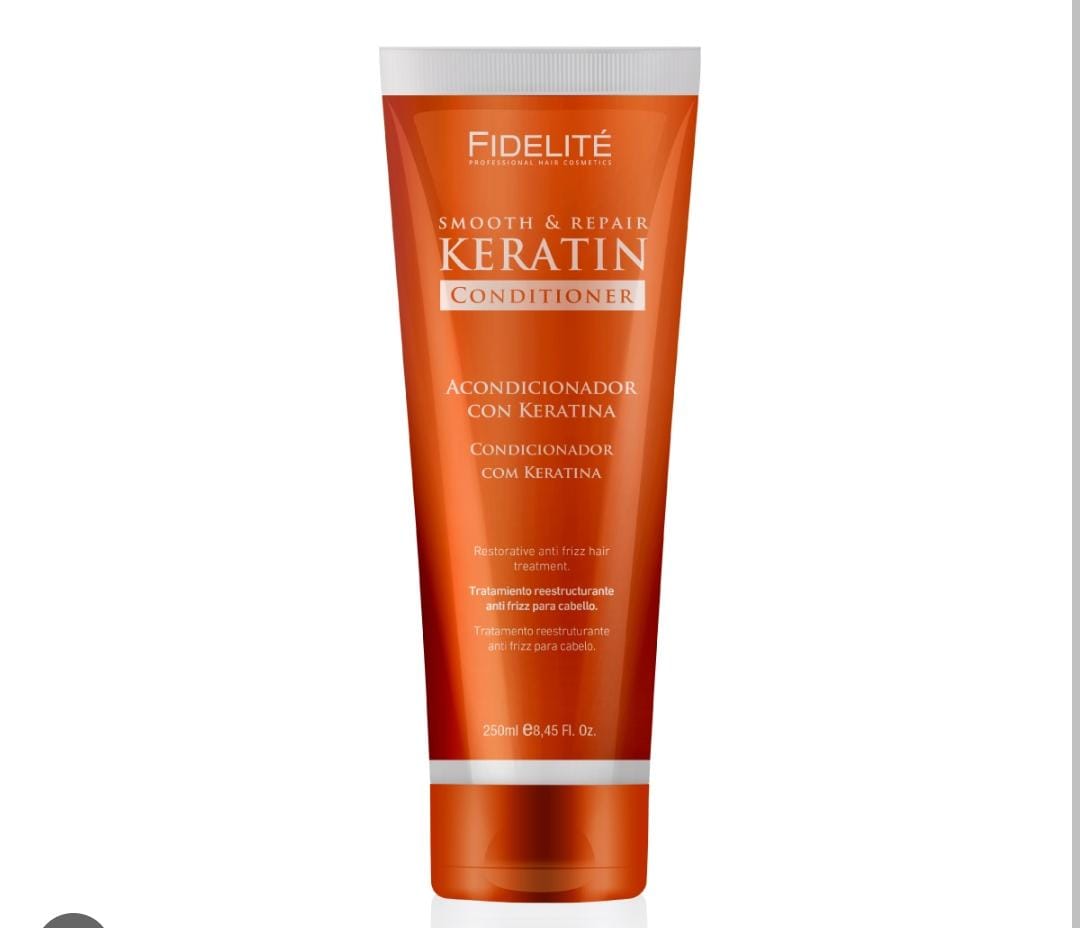 FIDELITÉ
PROFESSIONAL HAIR COSMETICS
SMOOTH & REPAIR
KERATIN
CONDITIONER
ACONDICIONADOR
CON KERATINA
CONDICIONADOR
COM KERATINA
Restorative anti frizz hair
treatment.
Tratamiento reestructurante
anti frizz para cabello.
Tratamento reestruturante
anti frizz para cabelo.
250ml ℮8,45 Fl. Oz.